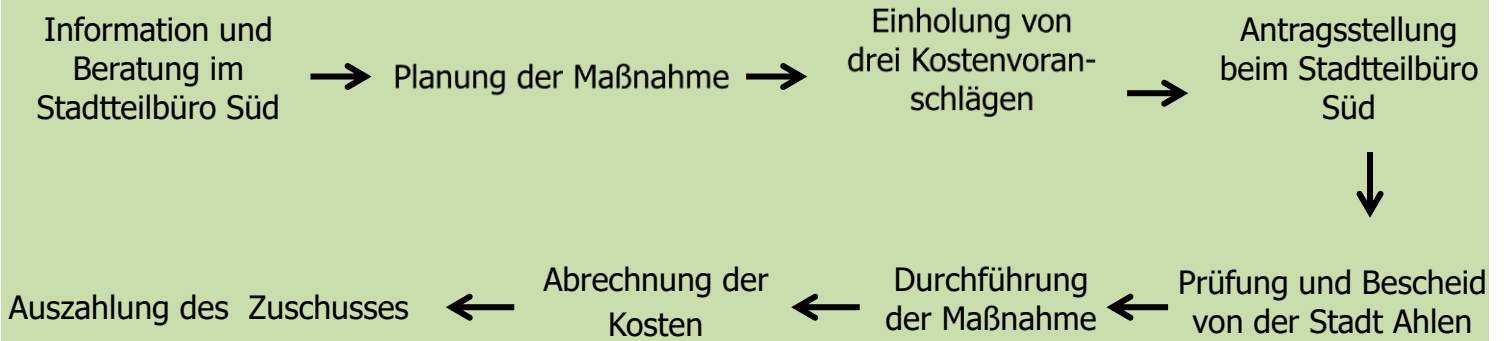 Information und
Beratung im
Stadtteilbüro Süd
Planung der Maßnahme
Einholung von
drei Kostenvoran-
schlägen
Antragsstellung
beim Stadtteilbüro
Süd
Prüfung und Bescheid
von der Stadt Ahlen
Durchführung
der Maßnahme
Abrechnung der
Kosten
Auszahlung des Zuschusses